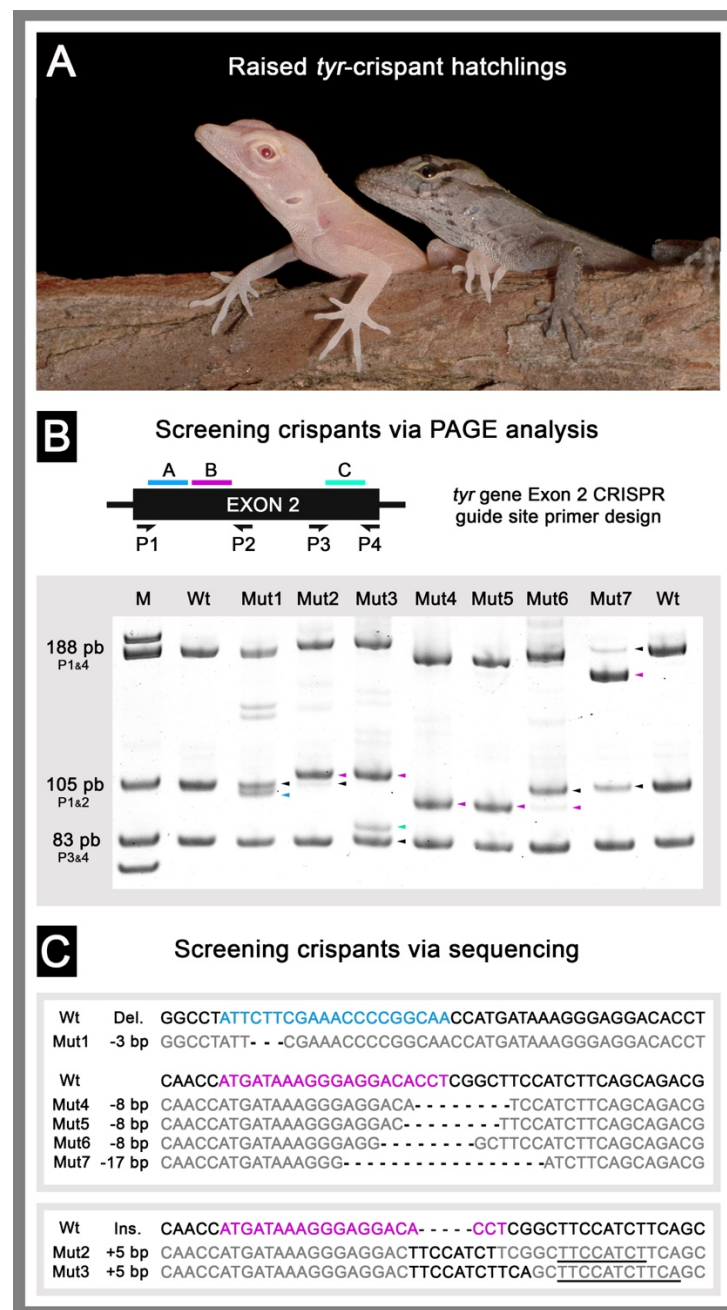 A
Raised tyr-crispant hatchlings
B
Screening crispants via PAGE analysis
A B C
EXON 2
P1 P2 P3 P4
tyr gene Exon 2 CRISPR
guide site primer design
M Wt Mut1 Mut2 Mut3 Mut4 Mut5 Mut6 Mut7 Wt
188 pb
P1&4
105 pb
P1&2
83 pb
P3&4
C
Screening crispants via sequencing
Wt Del. GGCCTATTCTTCGAAACCCCGGCAACCATGATAAAGGGAGGACACCT
Mut1 -3 bp GGCCTATT- - -CGAAACCCCGGCAACCATGATAAAGGGAGGACACCT
Wt CAACCATGATAAAGGGAGGACACCTCGGCTTCCATCTTCAGCAGACG
Mut4 -8 bp CAACCATGATAAAGGGAGGACA- - - - - - - -TCCATCTTCAGCAGACG
Mut5 -8 bp CAACCATGATAAAGGGAGGAC- - - - - - - -TTCCATCTTCAGCAGACG
Mut6 -8 bp CAACCATGATAAAGGGAGG- - - - - - - -GCTTCCATCTTCAGCAGACG
Mut7 -17 bp CAACCATGATAAAGGG- - - - - - - - - - - - - - - - -ATCTTCAGCAGACG
Wt Ins. CAACCATGATAAAGGGAGGACA- - - - -CCTCGGCTTCCATCTTCAGC
Mut2 +5 bp CAACCATGATAAAGGGAGGACTTCCATCTTCGGCTTCCATCTTCAGC
Mut3 +5 bp CAACCATGATAAAGGGAGGACTTCCATCTTCAGCTTCCATCTTCAGC